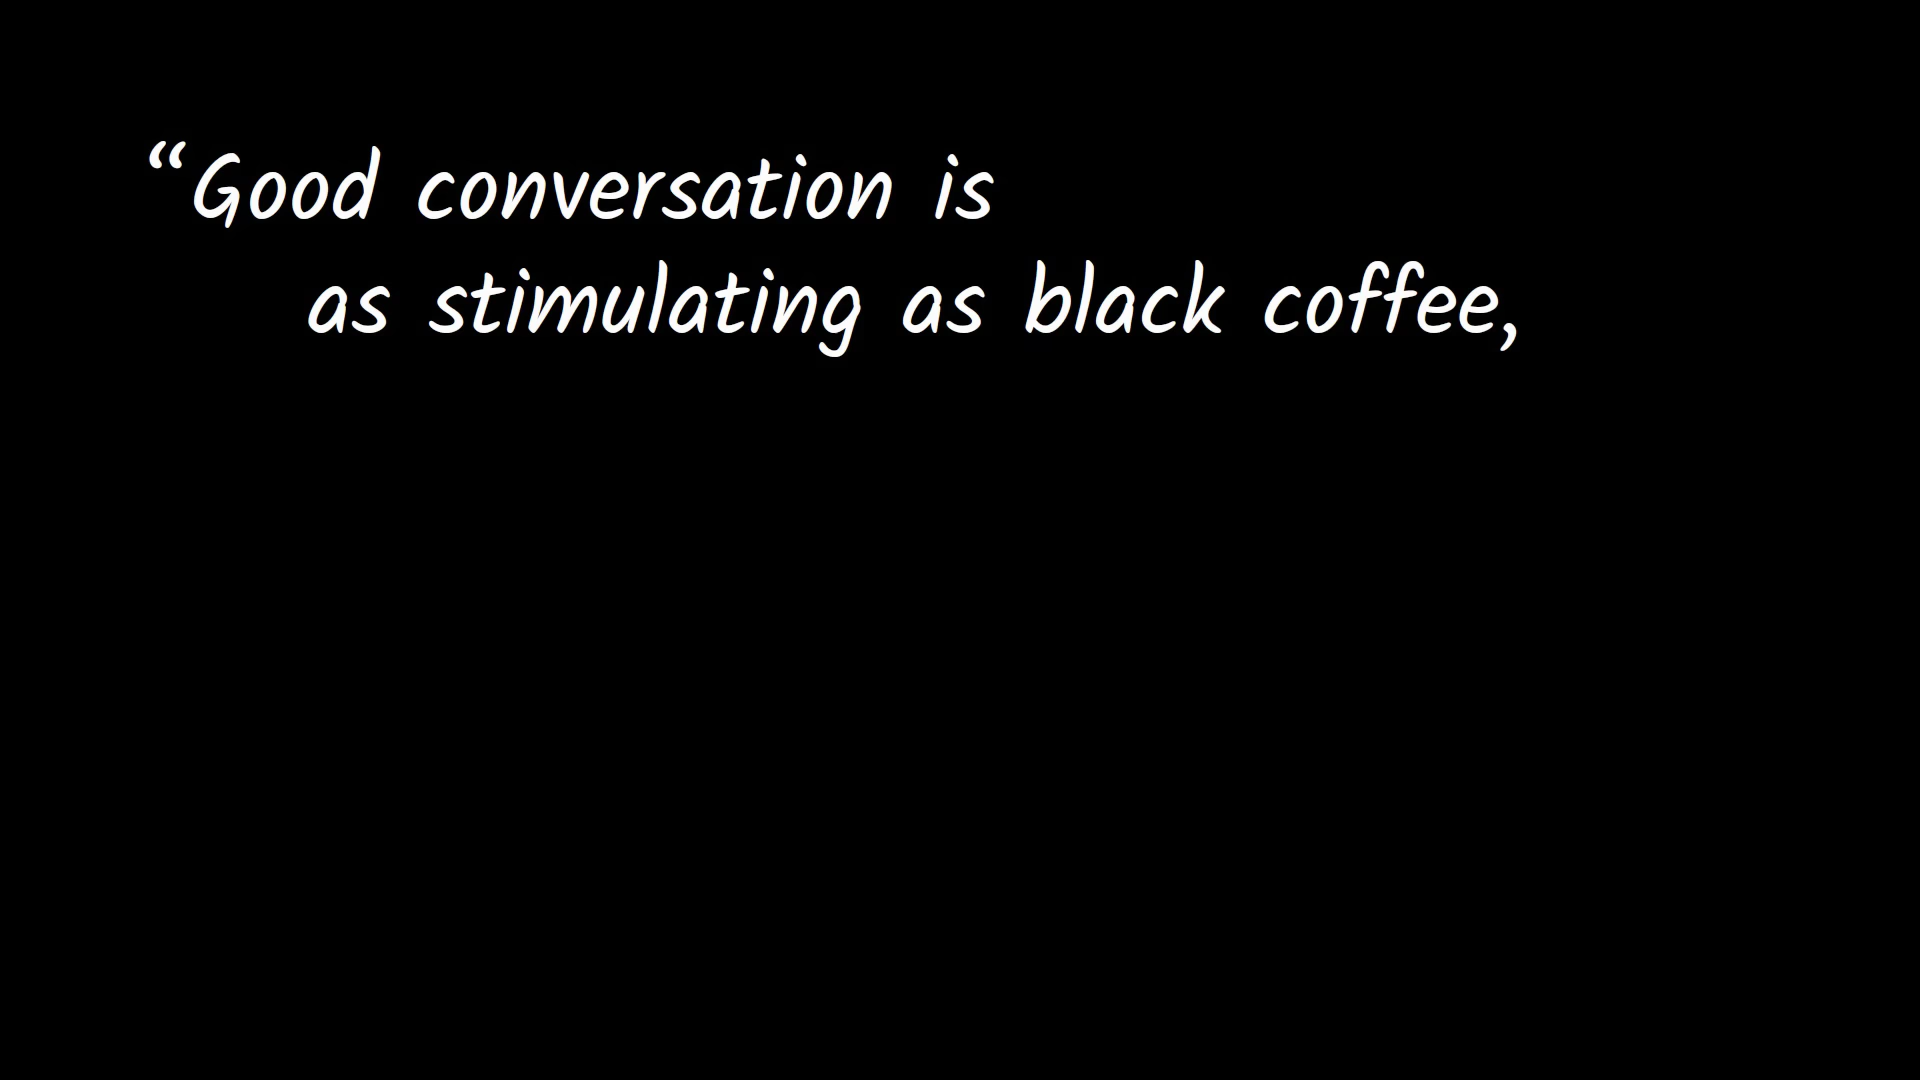 “Good conversation is
as stimulating as black coffee,